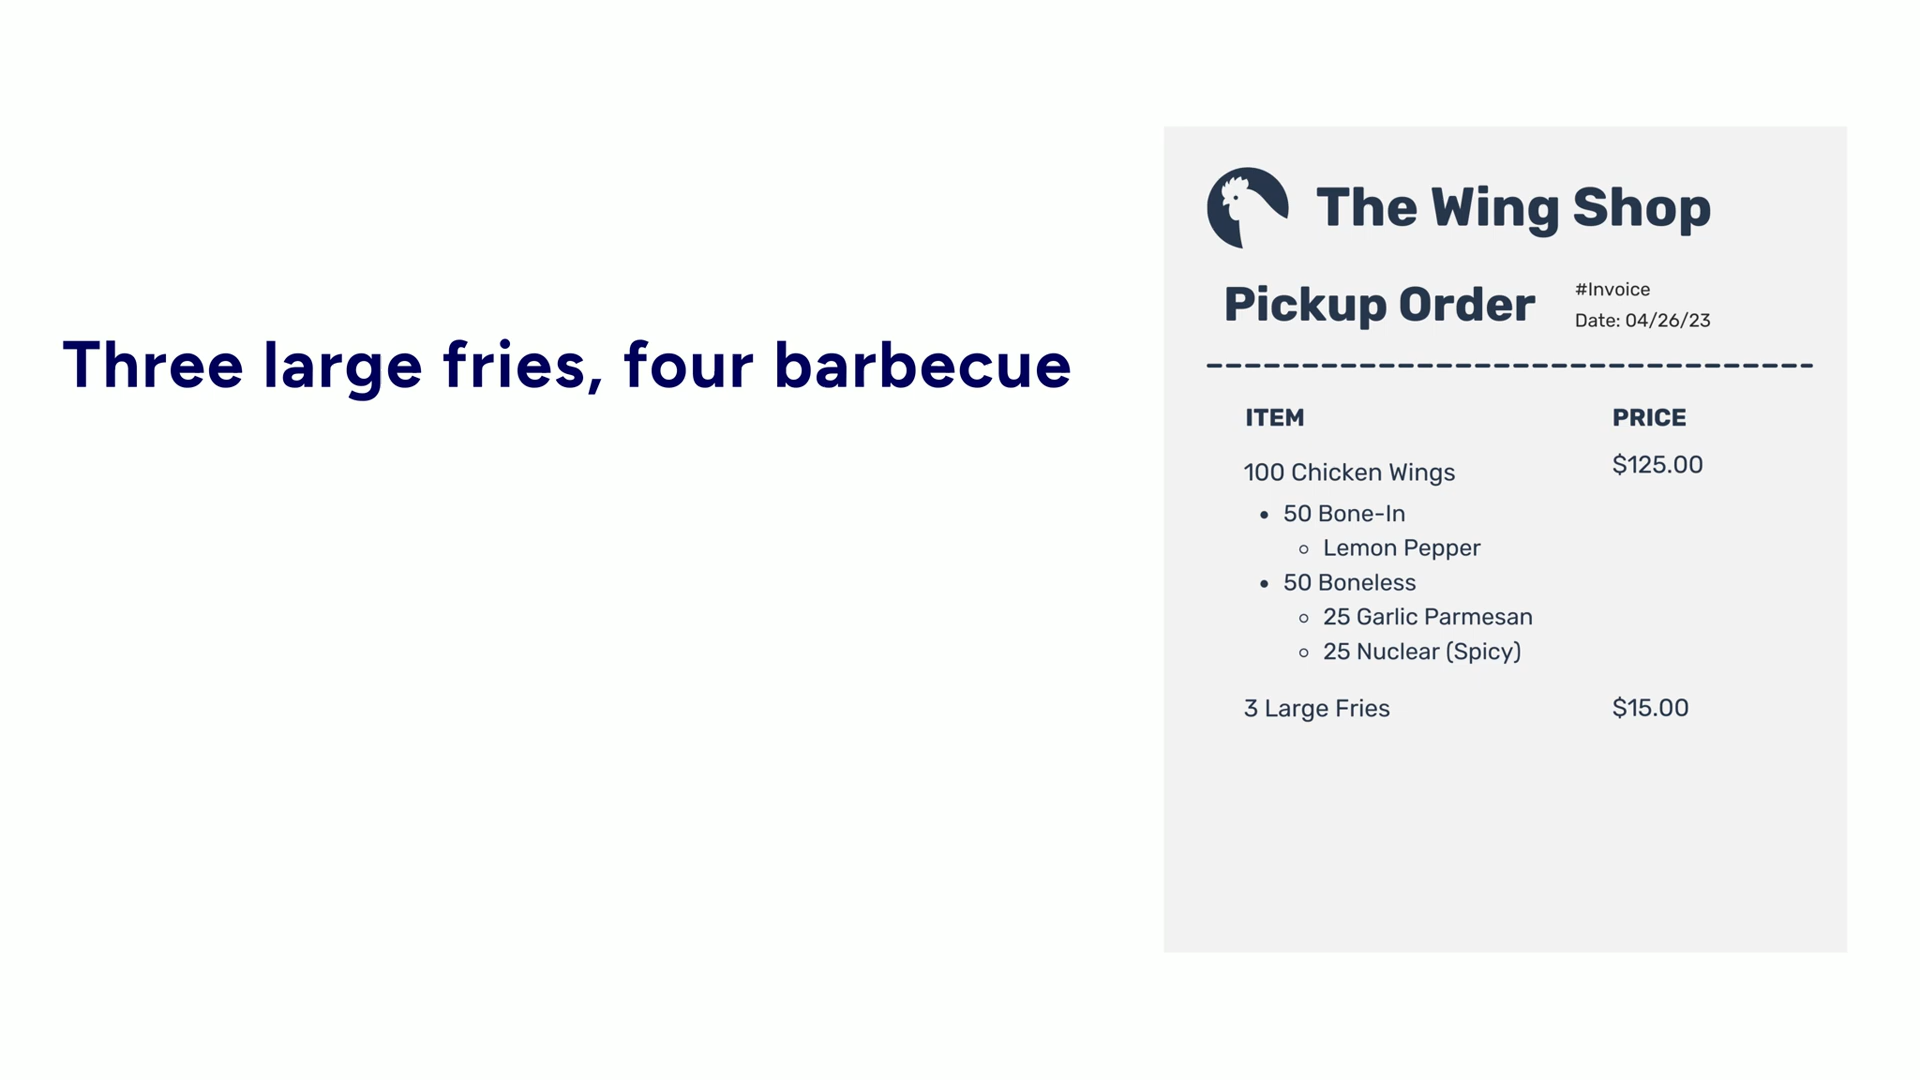 Three large fries, four barbecue
The Wing Shop
Pickup Order
#Invoice
Date: 04/26/23
ITEM PRICE
100 Chicken Wings $125.00
50 Bone-In
Lemon Pepper
50 Boneless
25 Garlic Parmesan
25 Nuclear (Spicy)
3 Large Fries $15.00